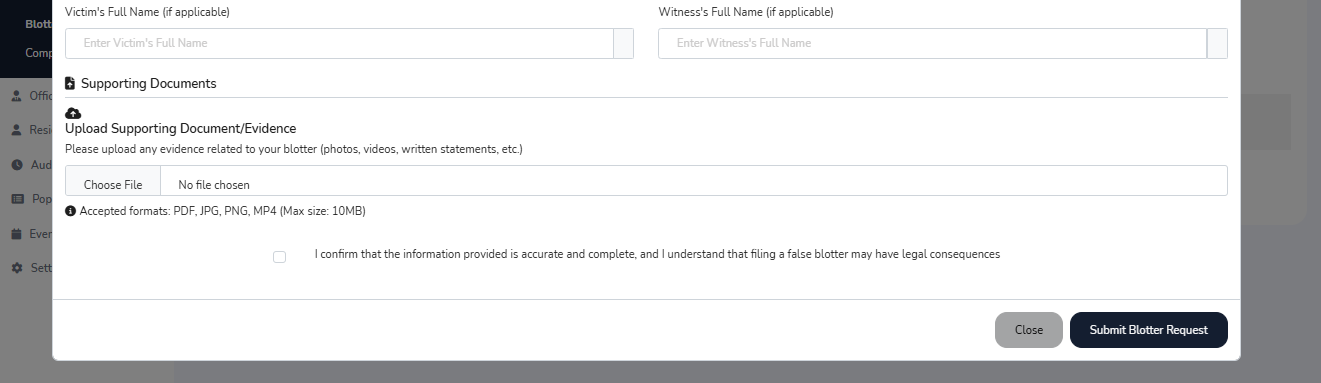 Victim's Full Name (if applicable)
Witness's Full Name (if applicable)
Enter Victim's Full Name
Enter Witness's Full Name
Supporting Documents
Upload Supporting Document/Evidence
Please upload any evidence related to your blotter (photos, videos, written statements, etc.)
Choose File
No file chosen
Accepted formats: PDF, JPG, PNG, MP4 (Max size: 10MB)
I confirm that the information provided is accurate and complete, and I understand that filing a false blotter may have legal consequences
Close
Submit Blotter Request